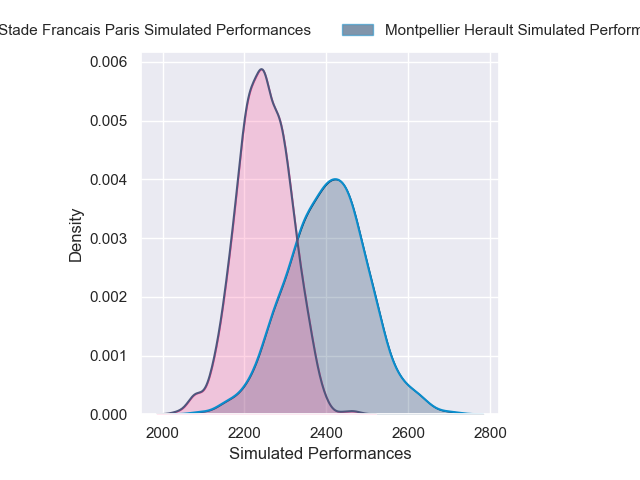 Stade Francais Paris Simulated Performances Montpellier Herault Simulated Perform
0.006
0.005
0.004
0.003
0.002
0.001
0.000
Density
2000 2200 2400 2600 2800
Simulated Performances